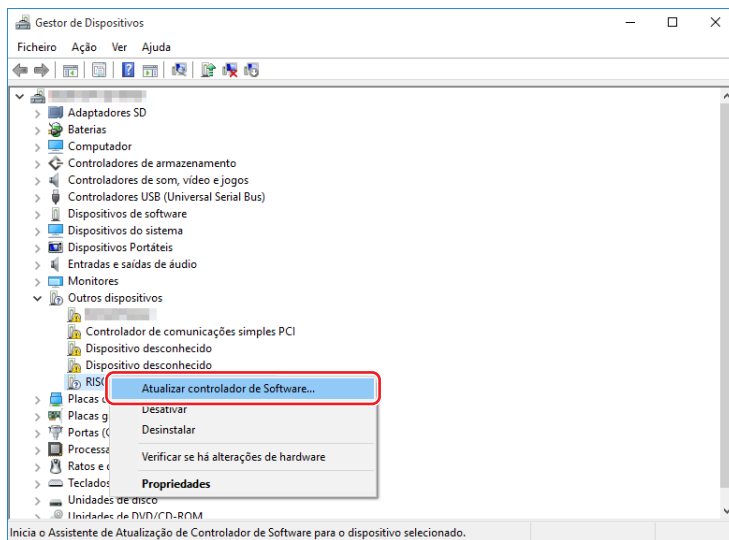 Gestor de Dispositivos
Ficheiro Ação Ver Ajuda
Adaptadores SD
Baterias
Computador
Controladores de armazenamento
Controladores de som, vídeo e jogos
Controladores USB (Universal Serial Bus)
Dispositivos de software
Dispositivos do sistema
Dispositivos Portáteis
Entradas e saídas de áudio
Monitores
Outros dispositivos
Controlador de comunicações simples PCI
Dispositivo desconhecido
Dispositivo desconhecido
Atualizar controlador de Software...
Placas
Desativar
Placas
Desinstalar
Portas
Verificar se há alterações de hardware
Ratos e
Teclados
Propriedades
Unidades de disco
Unidades de DVD/CD-ROM
Inicia o Assistente de Atualização de Controlador de Software para o dispositivo selecionado.